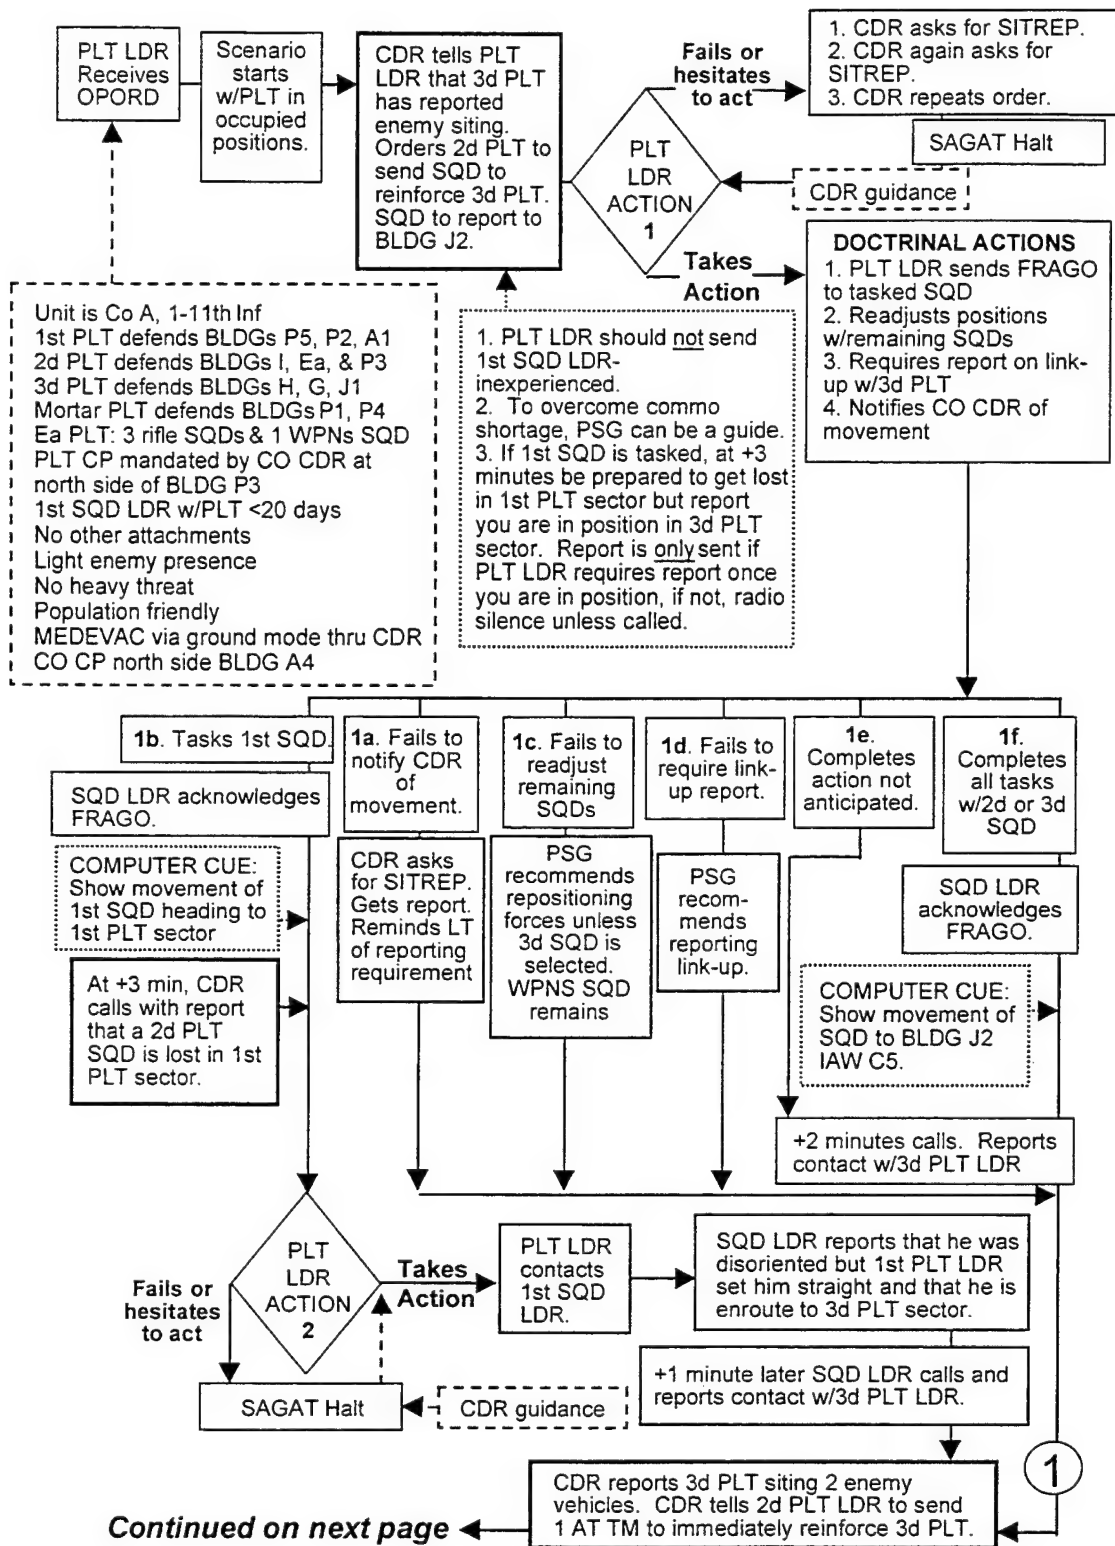 PLT LDR
Receives
OPORD
Scenario
starts
w/PLT in
occupied
positions.
CDR tells PLT
LDR that 3d PLT
has reported
enemy siting.
Orders 2d PLT to
send SQD to
reinforce 3d PLT.
SQD to report to
BLDG J2.
Fails or
hesitates
to act
1. CDR asks for SITREP.
2. CDR again asks for
SITREP.
3. CDR repeats order.
SAGAT Halt
CDR guidance
PLT
LDR
ACTION
1
Takes
Action
DOCTRINAL ACTIONS
1. PLT LDR sends FRAGO
to tasked SQD
2. Readjusts positions
w/remaining SQDs
3. Requires report on link-
up w/3d PLT
4. Notifies CO CDR of
movement
Unit is Co A, 1-11th Inf
1st PLT defends BLDGs P5, P2, A1
2d PLT defends BLDGs I, Ea, & P3
3d PLT defends BLDGs H, G, J1
Mortar PLT defends BLDGs P1, P4
Ea PLT: 3 rifle SQDs & 1 WPNs SQD
PLT CP mandated by CO CDR at
north side of BLDG P3
1st SQD LDR w/PLT <20 days
No other attachments
Light enemy presence
No heavy threat
Population friendly
MEDEVAC via ground mode thru CDR
CO CP north side BLDG A4
1. PLT LDR should not send
1st SQD LDR-
inexperienced.
2. To overcome commo
shortage, PSG can be a guide.
3. If 1st SQD is tasked, at +3
minutes be prepared to get lost
in 1st PLT sector but report
you are in position in 3d PLT
sector. Report is only sent if
PLT LDR requires report once
you are in position, if not, radio
silence unless called.
1b. Tasks 1st SQD.
SQD LDR acknowledges
FRAGO.
COMPUTER CUE:
Show movement of
1st SQD heading to
1st PLT sector
At +3 min, CDR
calls with report
that a 2d PLT
SQD is lost in 1st
PLT sector.
1a. Fails to
notify CDR
of
movement.
CDR asks
for SITREP.
Gets report.
Reminds LT
of reporting
requirement
1c. Fails to
readjust
remaining
SQDs
PSG
recommends
repositioning
forces unless
3d SQD is
selected.
WPNS SQD
remains
1d. Fails to
require link-
up report.
PSG
recom-
mends
reporting
link-up.
1e.
Completes
action not
anticipated.
1f.
Completes
all tasks
w/2d or 3d
SQD
SQD LDR
acknowledges
FRAGO.
COMPUTER CUE:
Show movement of
SQD to BLDG J2
IAW C5.
+2 minutes calls. Reports
contact w/3d PLT LDR
PLT
LDR
ACTION
2
Fails or
hesitates
to act
Takes
Action
SAGAT Halt
CDR guidance
PLT LDR
contacts
1st SQD
LDR.
SQD LDR reports that he was
disoriented but 1st PLT LDR
set him straight and that he is
enroute to 3d PLT sector.
+1 minute later SQD LDR calls and
reports contact w/3d PLT LDR.
1
CDR reports 3d PLT siting 2 enemy
vehicles. CDR tells 2d PLT LDR to send
1 AT TM to immediately reinforce 3d PLT.
Continued on next page